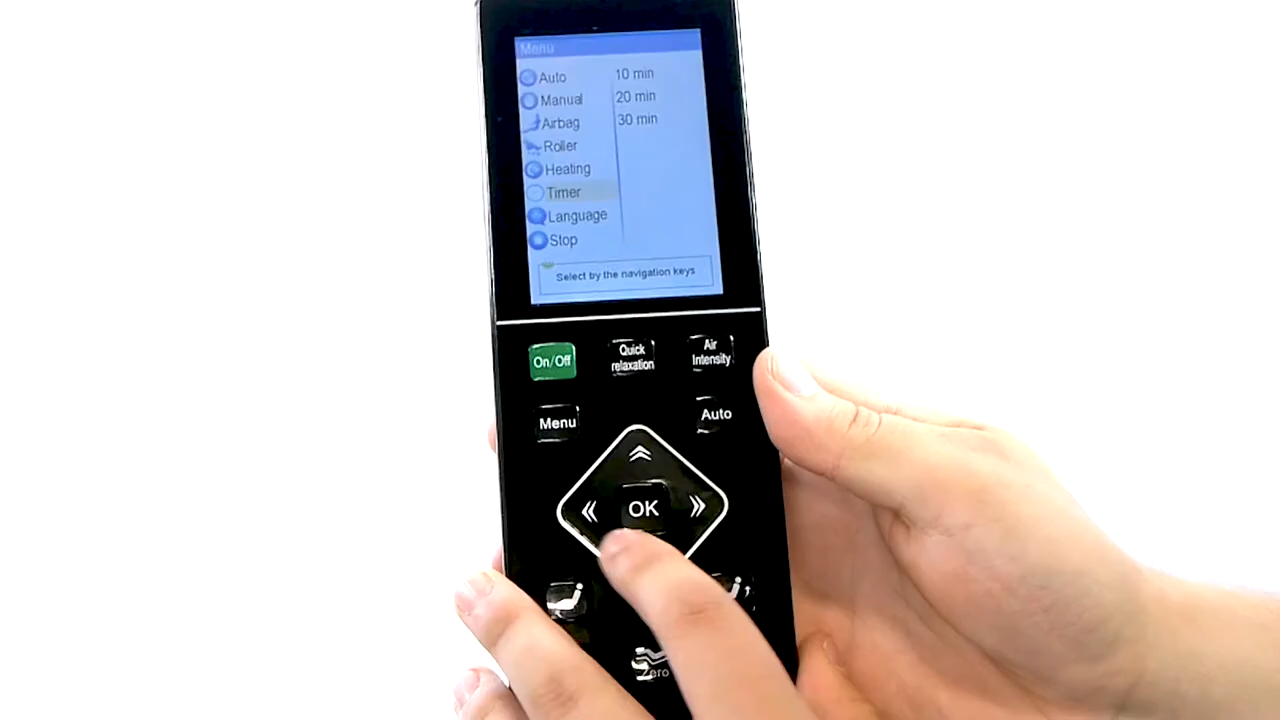 Menu
Auto
10 min
Manual
20 min
Airbag
30 min
Roller
Heating
Timer
Language
Stop
Select by the navigation keys
On/Off
Quick
relaxation
Air
Intensity
Menu
Auto
OK
Zero